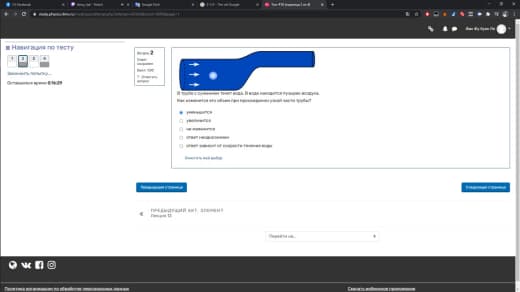 Навигация по тесту
1 2 3 4
Закончить попытку...
Оставшееся время 0:16:29
Вопрос 2
Ответ сохранен
Балл: 1,00
Отметить вопрос
В трубе с сужением течет вода. В воде находится пузырек воздуха.
Как изменится его объем при прохождении узкой части трубы?
уменьшится
увеличится
не изменится
ответ неоднозначен
ответ зависит от скорости течения воды
Очистить мой выбор
Предыдущая страница
Следующая страница
ПРЕДЫДУЩИЙ ЭЛ. ЭЛЕМЕНТ
Лекция 13
Перейти на...
Политика организации по обработке персональных данных
Скачать мобильное приложение